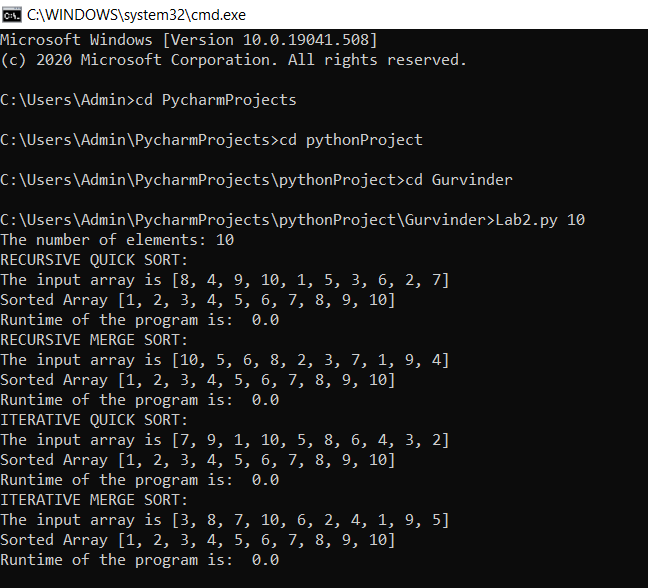 C:\WINDOWS\system32\cmd.exe
Microsoft Windows [Version 10.0.19041.508]
(c) 2020 Microsoft Corporation. All rights reserved.
C:\Users\Admin>cd PycharmProjects
C:\Users\Admin\PycharmProjects>cd pythonProject
C:\Users\Admin\PycharmProjects\pythonProject>cd Gurvinder
C:\Users\Admin\PycharmProjects\pythonProject\Gurvinder>Lab2.py 10
The number of elements: 10
RECURSIVE QUICK SORT:
The input array is [8, 4, 9, 10, 1, 5, 3, 6, 2, 7]
Sorted Array [1, 2, 3, 4, 5, 6, 7, 8, 9, 10]
Runtime of the program is:  0.0
RECURSIVE MERGE SORT:
The input array is [10, 5, 6, 8, 2, 3, 7, 1, 9, 4]
Sorted Array [1, 2, 3, 4, 5, 6, 7, 8, 9, 10]
Runtime of the program is:  0.0
ITERATIVE QUICK SORT:
The input array is [7, 9, 1, 10, 5, 8, 6, 4, 3, 2]
Sorted Array [1, 2, 3, 4, 5, 6, 7, 8, 9, 10]
Runtime of the program is:  0.0
ITERATIVE MERGE SORT:
The input array is [3, 8, 7, 10, 6, 2, 4, 1, 9, 5]
Sorted Array [1, 2, 3, 4, 5, 6, 7, 8, 9, 10]
Runtime of the program is:  0.0